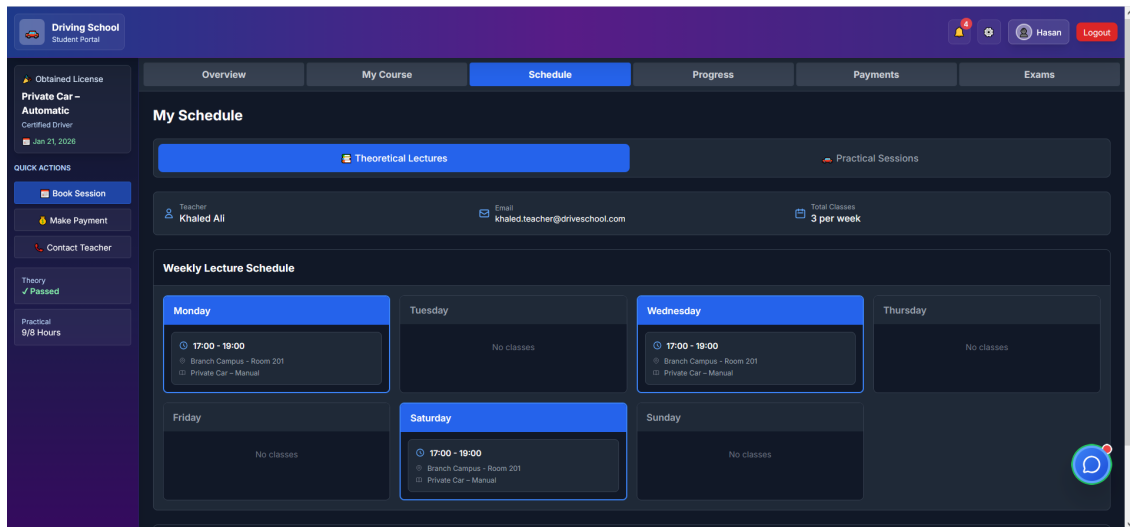 Driving School
Student Portal
4
Hasan
Logout
Obtained License
Private Car –
Automatic
Certified Driver
Jan 21, 2026
QUICK ACTIONS
Book Session
Make Payment
Contact Teacher
Theory
✓ Passed
Practical
9/8 Hours
Overview
My Course
Schedule
Progress
Payments
Exams
My Schedule
Theoretical Lectures
Practical Sessions
Teacher
Khaled Ali
Email
khaled.teacher@driveschool.com
Total Classes
3 per week
Weekly Lecture Schedule
Monday
17:00 - 19:00
Branch Campus - Room 201
Private Car – Manual
Tuesday
No classes
Wednesday
17:00 - 19:00
Branch Campus - Room 201
Private Car – Manual
Thursday
No classes
Friday
No classes
Saturday
17:00 - 19:00
Branch Campus - Room 201
Private Car – Manual
Sunday
No classes